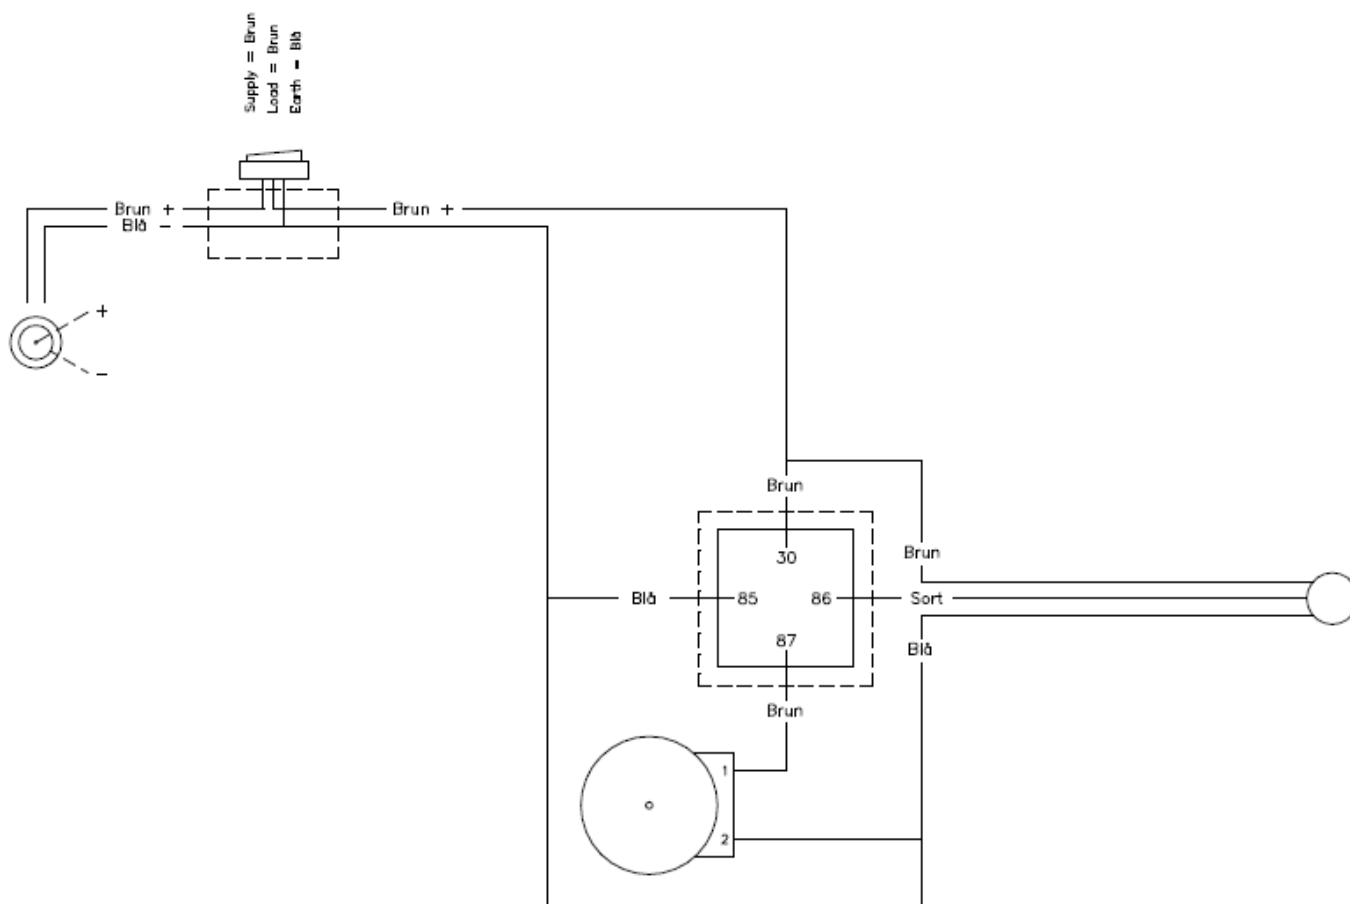 Supply = Brun
Load = Brun
Earth = Blå
Brun +
Blå -
Brun +
+
-
Brun
30
Brun
Blå
85
86
Sort
87
Blå
Brun
1
2